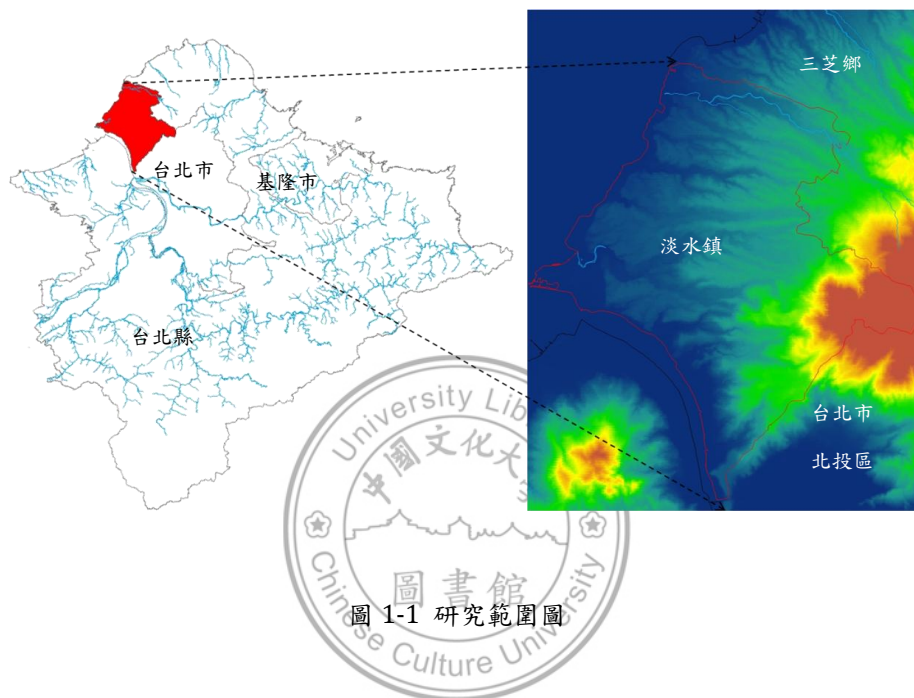 三芝鄉
台北市
基隆市
淡水鎮
台北縣
台北市
北投區
University Library
中國文化大學
圖書館
圖 1-1 研究範圍圖
Chinese Culture University